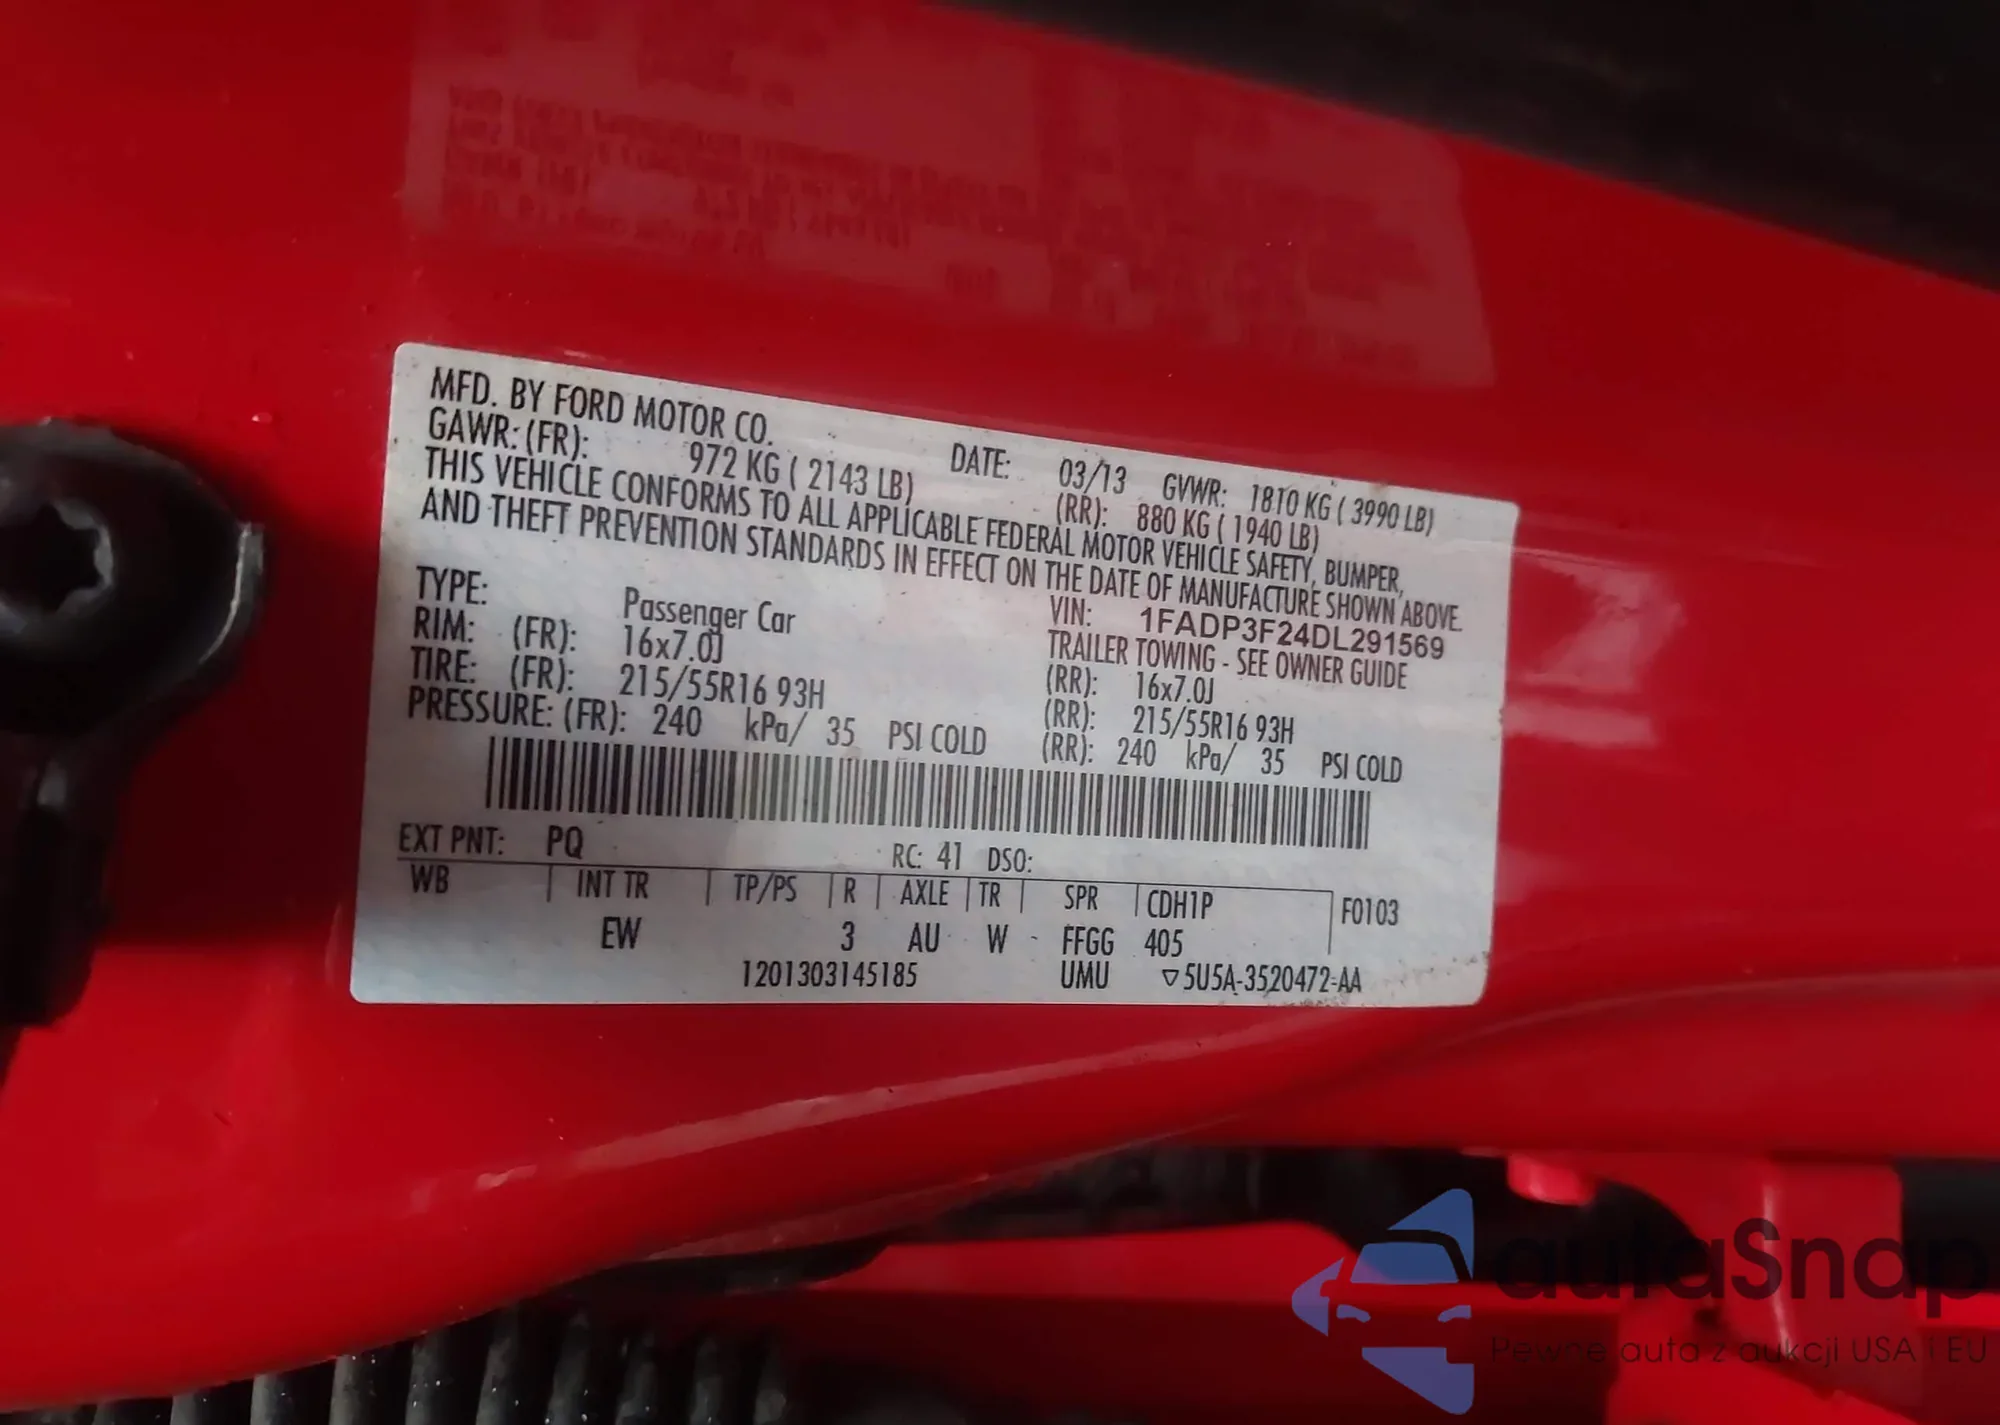 MFD. BY FORD MOTOR CO.
DATE: 03/13 GVWR: 1810 KG ( 3990 LB)
GAWR: (FR): 972 KG ( 2143 LB) (RR): 880 KG ( 1940 LB)
THIS VEHICLE CONFORMS TO ALL APPLICABLE FEDERAL MOTOR VEHICLE SAFETY, BUMPER,
AND THEFT PREVENTION STANDARDS IN EFFECT ON THE DATE OF MANUFACTURE SHOWN ABOVE.
VIN: 1FADP3F24DL291569
TYPE: Passenger Car TRAILER TOWING - SEE OWNER GUIDE
RIM: (FR): 16x7.0J (RR): 16x7.0J
TIRE: (FR): 215/55R16 93H (RR): 215/55R16 93H
PRESSURE: (FR): 240 kPa/ 35 PSI COLD (RR): 240 kPa/ 35 PSI COLD
EXT PNT: PQ RC: 41 DSO:
WB INT TR TP/PS R AXLE TR SPR CDH1P F0103
EW 3 AU W FFGG 405
1201303145185 UMU ▽5U5A-3520472-AA
autaSnap
Pewne auta z aukcji USA i EU